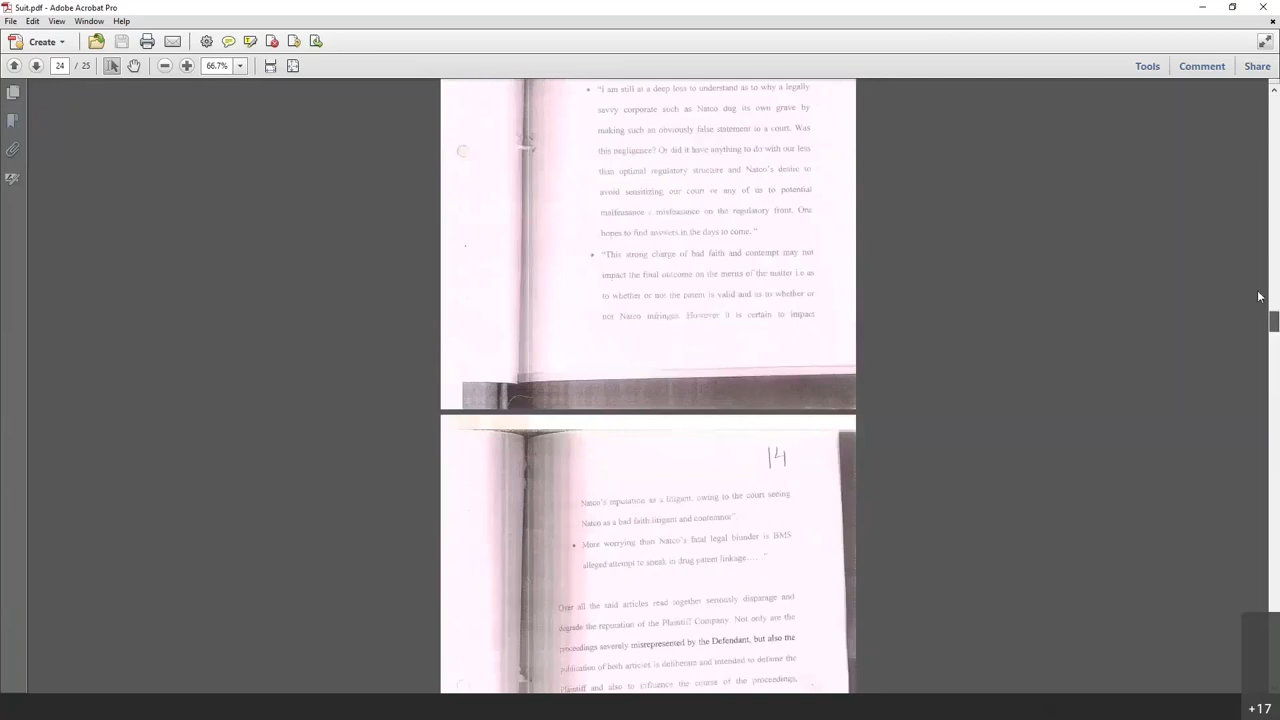 Suit.pdf - Adobe Acrobat Pro
File Edit View Window Help
Create
24 / 25 66.7% Tools Comment Share
• "I am still at a deep loss to understand as to why a legally
savvy corporate such as Natco dug its own grave by
making such an obviously false statement to a court. Was
this negligence? Or did it have anything to do with our less
than optimal regulatory structure and Natco's desire to
avoid sensitizing our court or any of us to potential
malfeasance misfeasance on the regulatory front. One
hopes to find answers in the days to come."
• "This strong charge of bad faith and contempt may not
impact the final outcome on the merits of the matter i.e as
to whether or not the patent is valid and as to whether or
not Natco infringes. However it is certain to impact
14
Natco's reputation as a litigant, owing to the court seeing
Natco as a bad faith litigant and contemnor"
• More worrying than Natco's fatal legal blunder is BMS
alleged attempt to sneak in drug patent linkage.... "
Over all the said articles read together seriously disparage and
degrade the reputation of the Plaintiff Company. Not only are the
proceedings severely misrepresented by the Defendant, but also the
publication of both articles is deliberate and intended to defame the
Plaintiff and also to influence the course of the proceedings,
+17